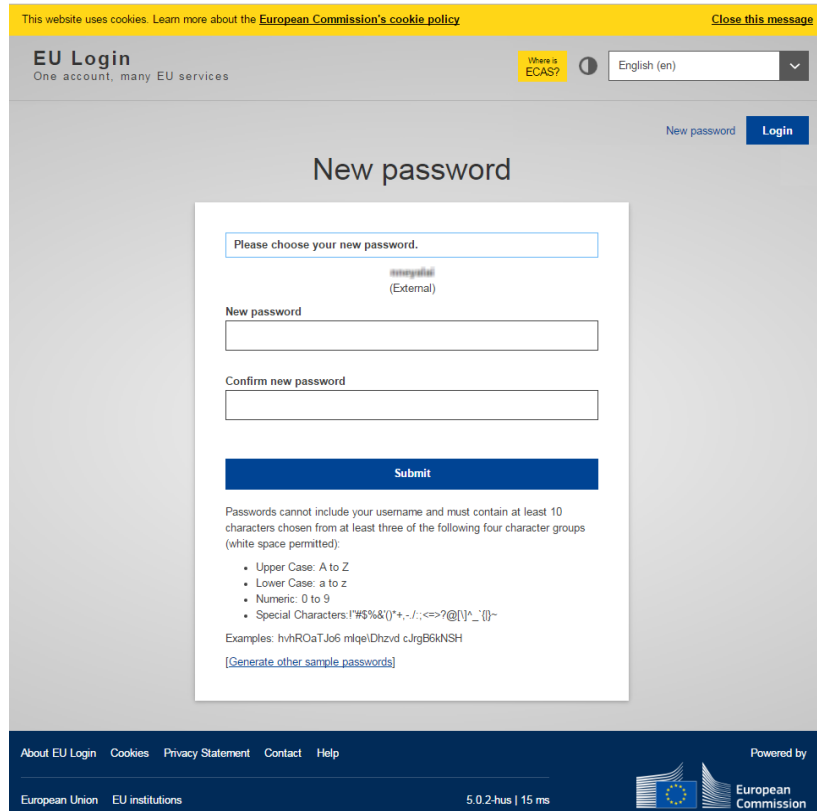 This website uses cookies. Learn more about the European Commission's cookie policy
Close this message
EU Login
One account, many EU services
Where is
ECAS?
English (en)
New password
Login
New password
Please choose your new password.
(External)
New password
Confirm new password
Submit
Passwords cannot include your username and must contain at least 10
characters chosen from at least three of the following four character groups
(white space permitted):
• Upper Case: A to Z
• Lower Case: a to z
• Numeric: 0 to 9
• Special Characters:!"#$%&'()*+,-./:;<=>?@[\]^_`{|}~
Examples: hvhROaTJo6 mlqe\Dhzvd cJrgB6kNSH
[Generate other sample passwords]
About EU Login Cookies Privacy Statement Contact Help
Powered by
European Union EU institutions
5.0.2-hus | 15 ms
European
Commission